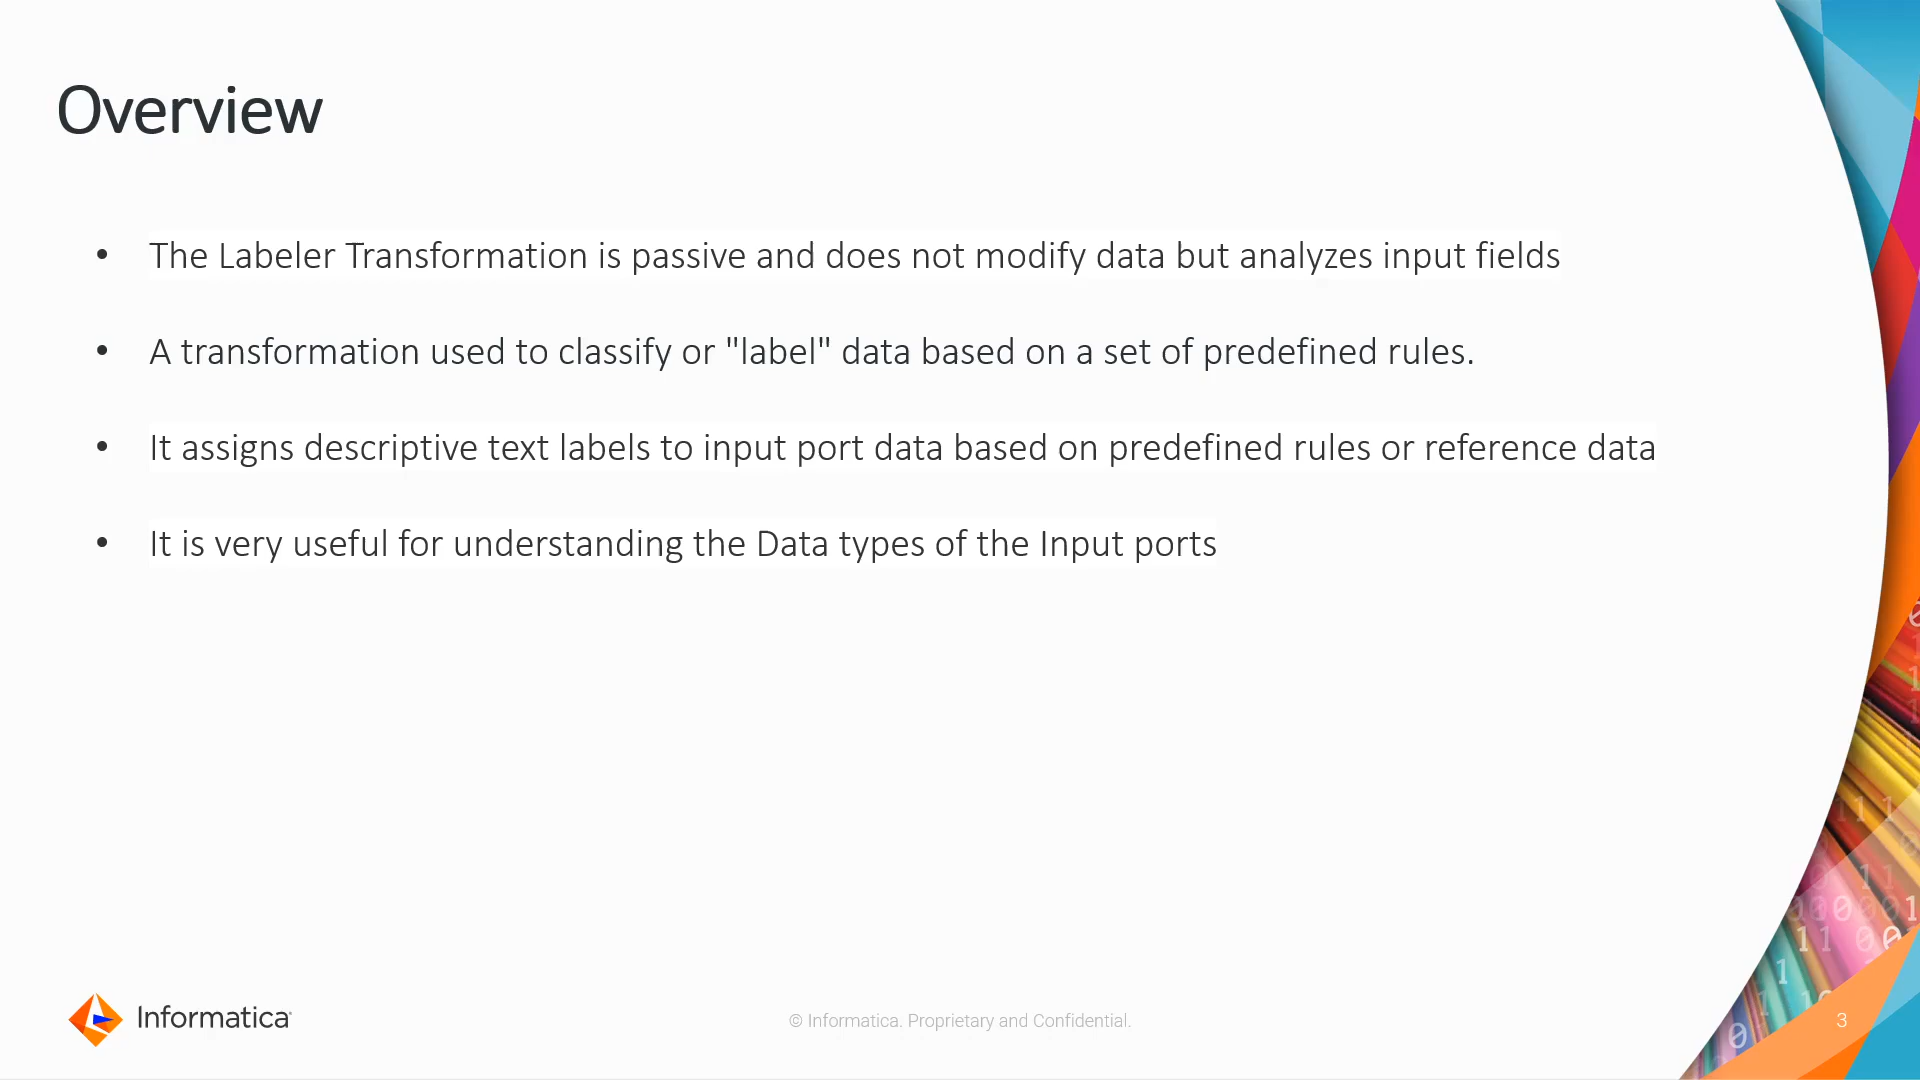 Overview
• The Labeler Transformation is passive and does not modify data but analyzes input fields
• A transformation used to classify or "label" data based on a set of predefined rules.
• It assigns descriptive text labels to input port data based on predefined rules or reference data
• It is very useful for understanding the Data types of the Input ports
Informatica
© Informatica. Proprietary and Confidential.
3